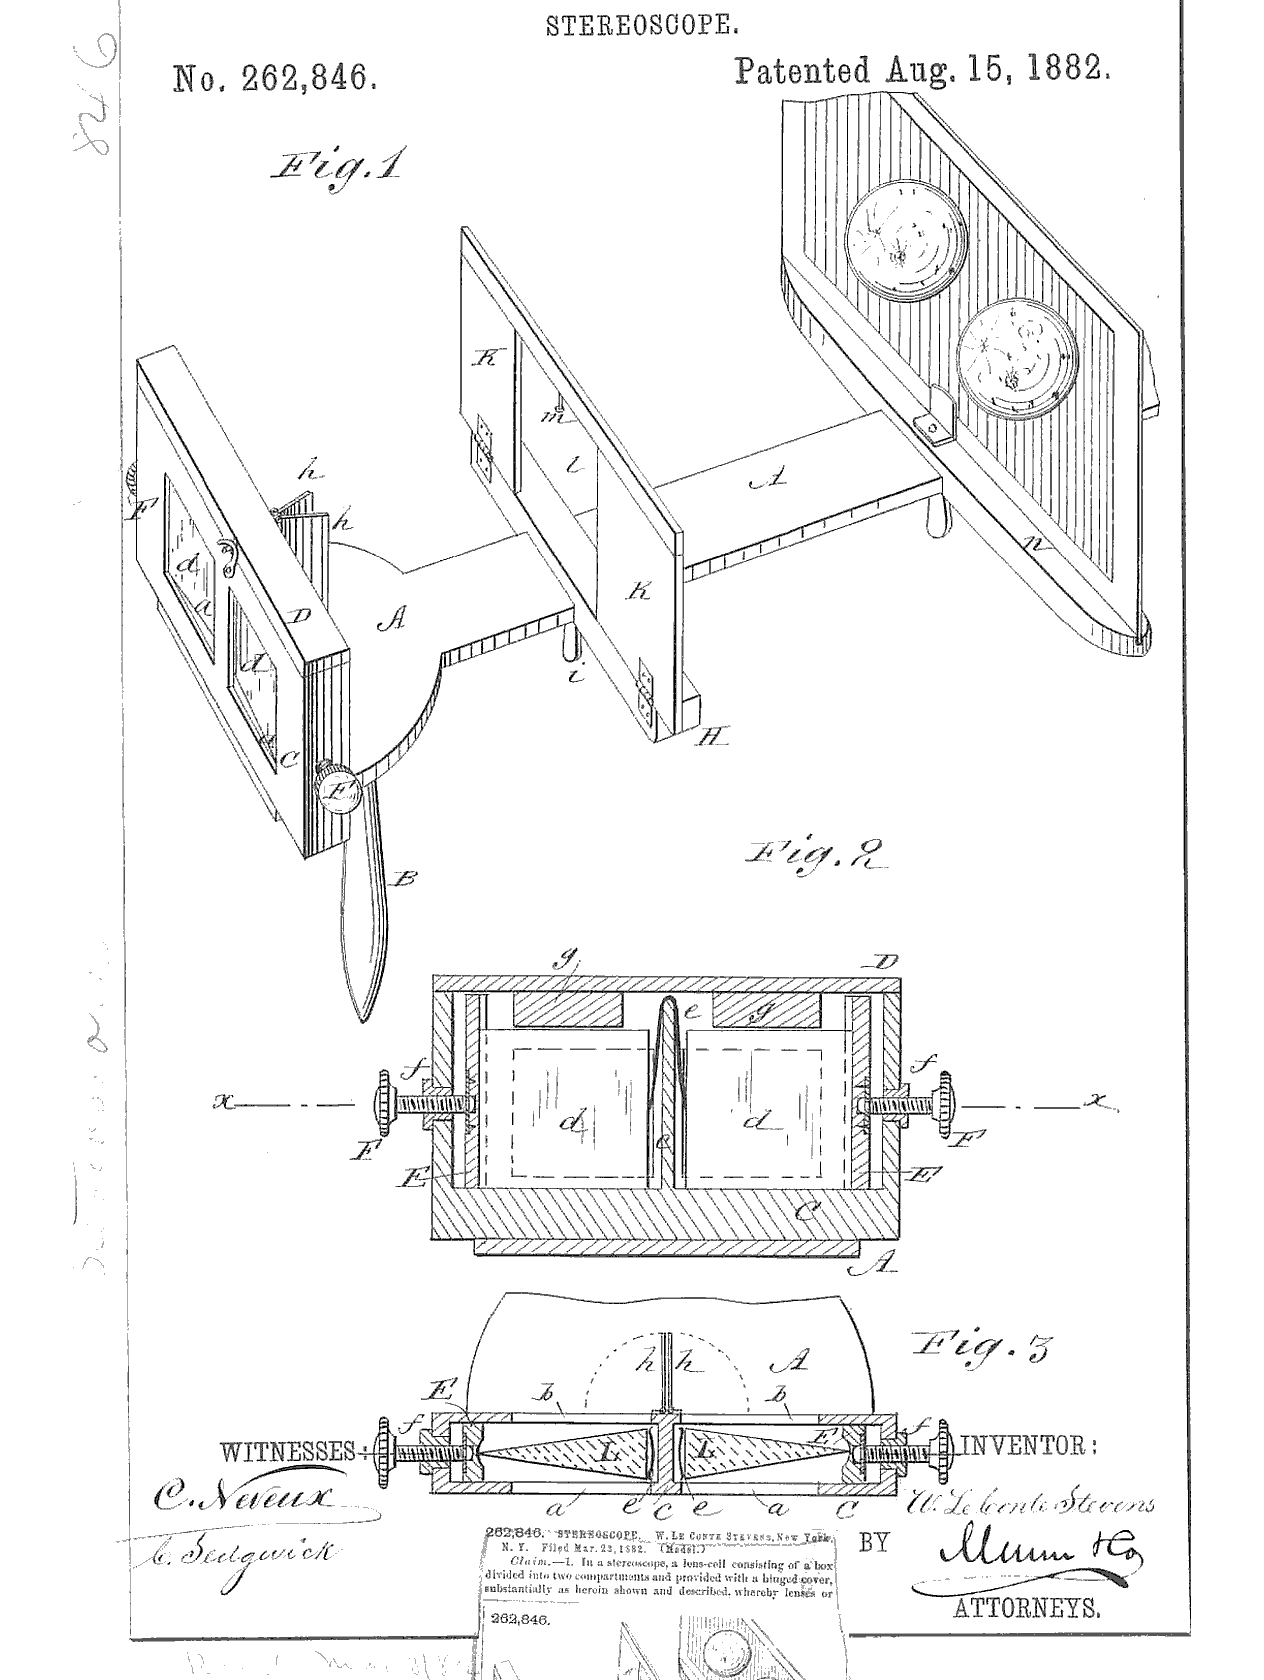 STEREOSCOPE.
No. 262,846.
Patented Aug. 15, 1882.
846
Fig. 1
K
m
l
A
h
h
F
d
a
n
D
A
K
d
i
a
C
H
F
Fig. 2
B
g
D
e
g
f
f
x
x
d
e
d
F
F
E
E
C
A
Fig. 3
h
h
A
E
b
b
f
F
f
L
L
WITNESSES:
INVENTOR:
a
e
c
e
a
C
C. Neveux
W. Le Conte Stevens
C. Sedgwick
BY
Munn & Co
ATTORNEYS.
262,846. STEREOSCOPE. W. LE CONTE STEVENS, New York,
N. Y. Filed Mar. 23, 1882. (Model.)
Claim.—1. In a stereoscope, a lens-cell consisting of a box
divided into two compartments and provided with a hinged cover,
substantially as herein shown and described, whereby lenses or
262,846.